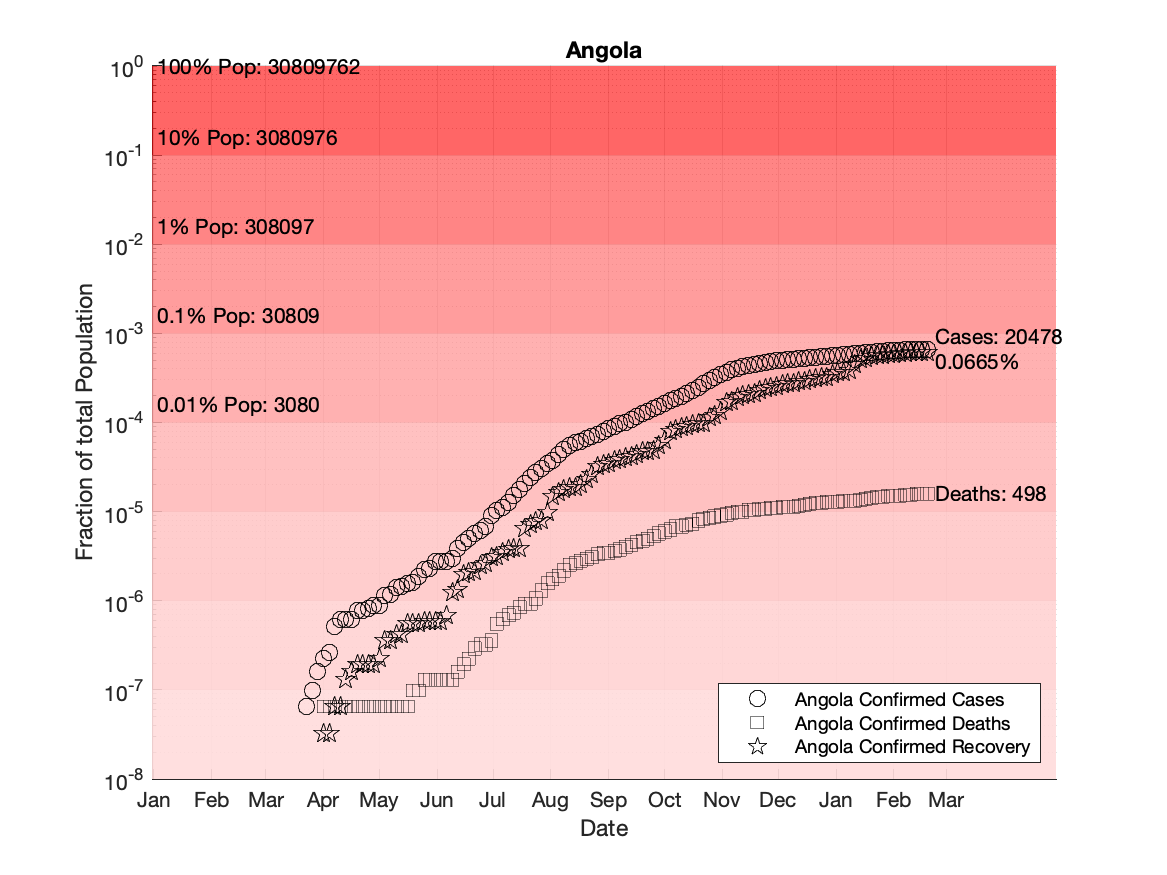 Angola
10^0
100% Pop: 30809762
10% Pop: 3080976
10^-1
1% Pop: 308097
10^-2
0.1% Pop: 30809
10^-3
Cases: 20478
0.0665%
0.01% Pop: 3080
10^-4
Deaths: 498
10^-5
10^-6
10^-7
10^-8
Fraction of total Population
Angola Confirmed Cases
Angola Confirmed Deaths
Angola Confirmed Recovery
Jan Feb Mar Apr May Jun Jul Aug Sep Oct Nov Dec Jan Feb Mar
Date